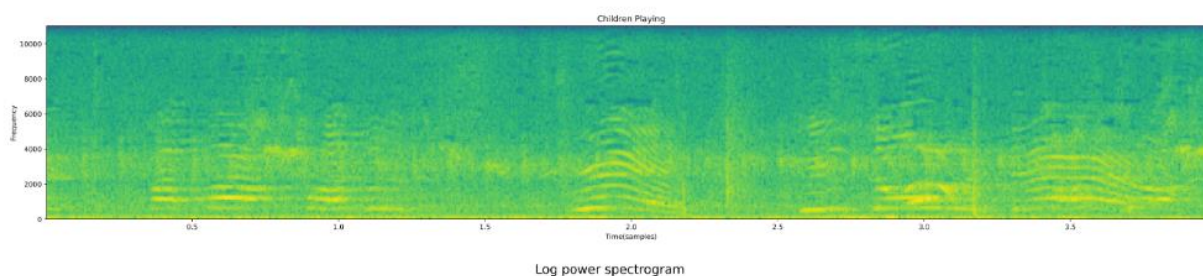 Children Playing
10000
8000
6000
Frequency
4000
2000
0
0.5 1.0 1.5 2.0 2.5 3.0 3.5
Time(samples)
Log power spectrogram